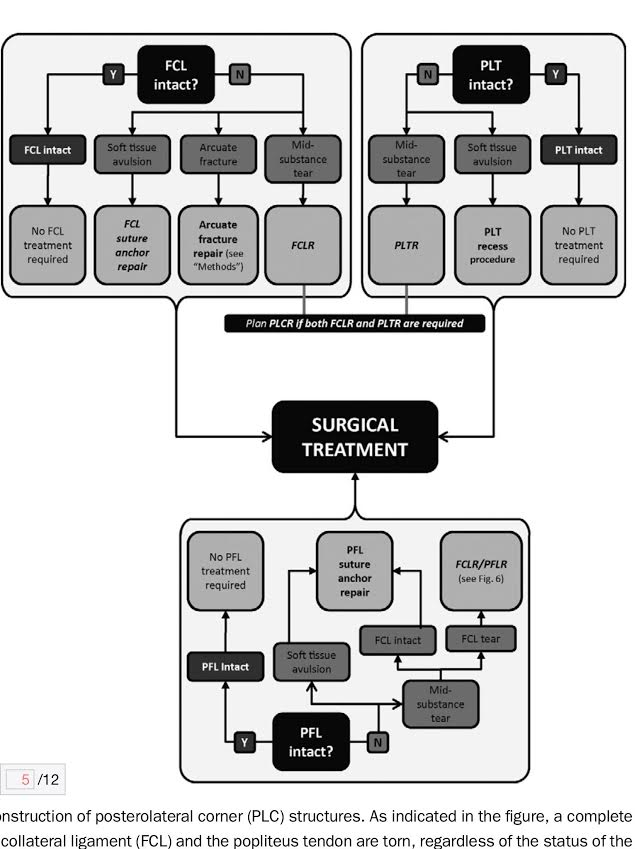 FCL
intact?
Y
N
FCL intact
Soft tissue
avulsion
Arcuate
fracture
Mid-
substance
tear
No FCL
treatment
required
FCL
suture
anchor
repair
Arcuate
fracture
repair (see
“Methods”)
FCLR
PLT
intact?
N
Y
Mid-
substance
tear
Soft tissue
avulsion
PLT intact
PLTR
PLT
recess
procedure
No PLT
treatment
required
Plan PLCR if both FCLR and PLTR are required
SURGICAL
TREATMENT
No PFL
treatment
required
PFL
suture
anchor
repair
FCLR/PFLR
(see Fig. 6)
PFL Intact
Soft tissue
avulsion
FCL intact
FCL tear
Mid-
substance
tear
Y
PFL
intact?
N
5 /12
onstruction of posterolateral corner (PLC) structures. As indicated in the figure, a complete
collateral ligament (FCL) and the popliteus tendon are torn, regardless of the status of the